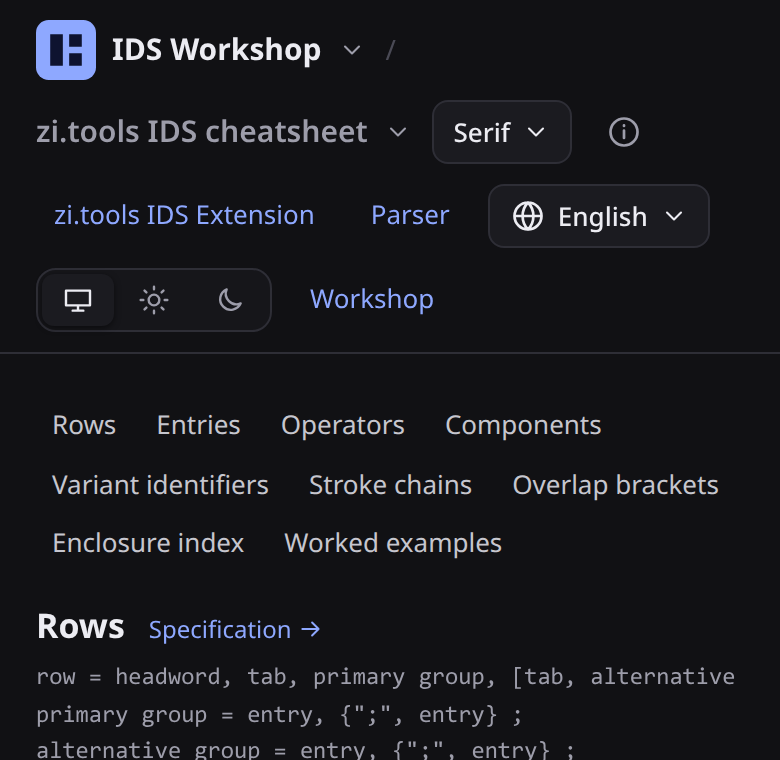 IDS Workshop /
zi.tools IDS cheatsheet Serif
zi.tools IDS Extension Parser English
Workshop
Rows Entries Operators Components
Variant identifiers Stroke chains Overlap brackets
Enclosure index Worked examples
Rows Specification →
row = headword, tab, primary group, [tab, alternative
primary group = entry, {";", entry} ;
alternative group = entry, {";", entry} ;